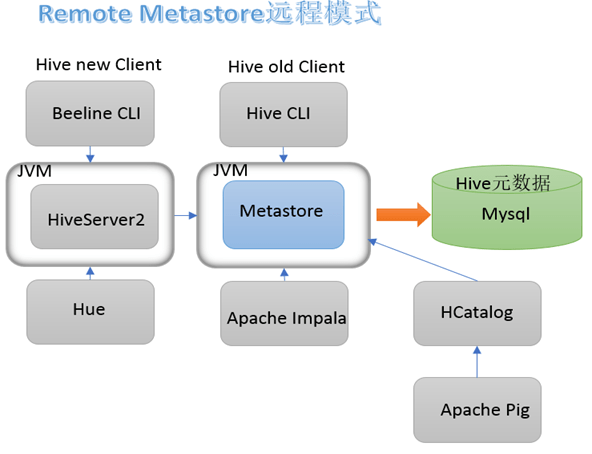 Remote Metastore远程模式
Hive new Client
Hive old Client
Beeline CLI
Hive CLI
JVM
JVM
HiveServer2
Metastore
Hive元数据
Mysql
Hue
Apache Impala
HCatalog
Apache Pig